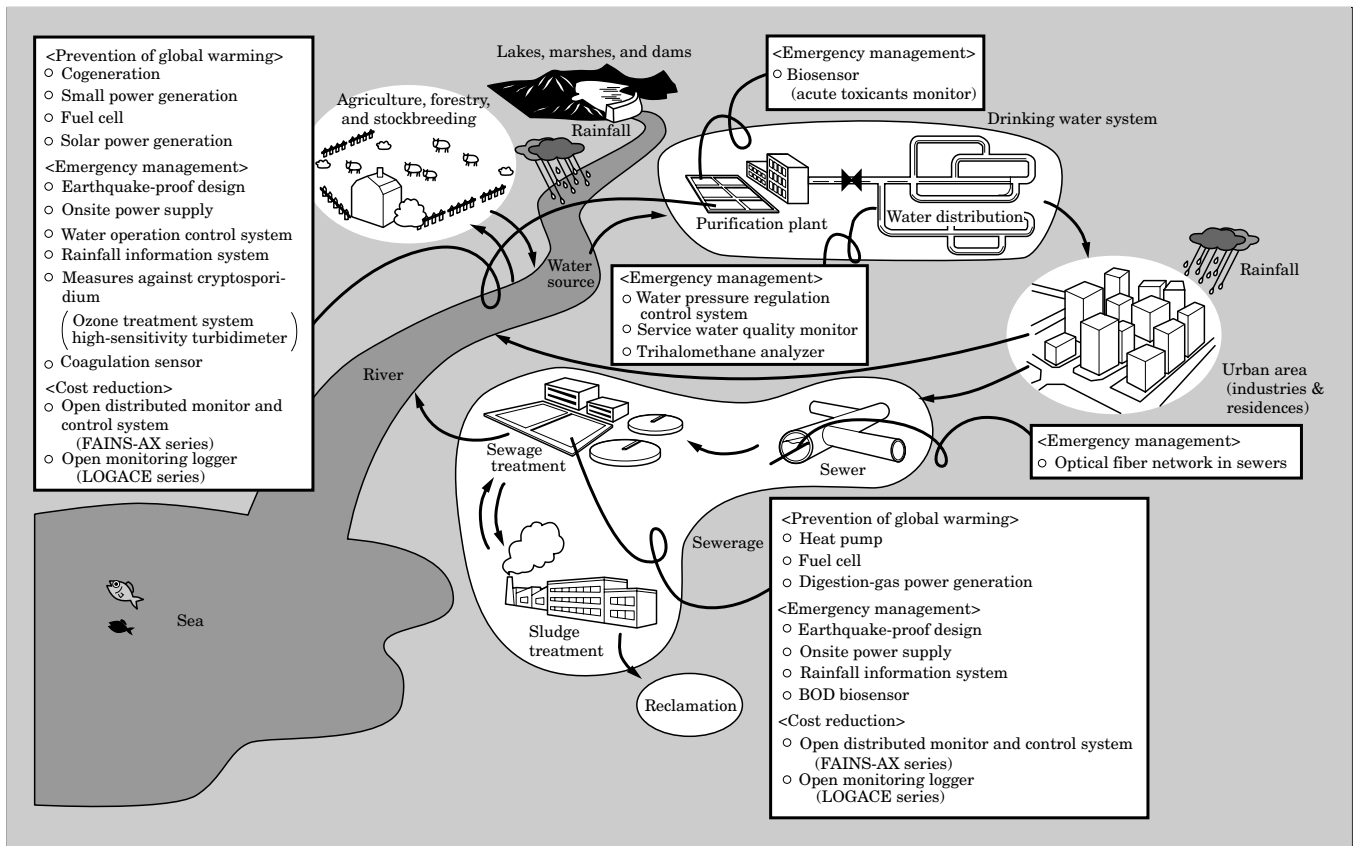 <Prevention of global warming>
○ Cogeneration
○ Small power generation
○ Fuel cell
○ Solar power generation
<Emergency management>
○ Earthquake-proof design
○ Onsite power supply
○ Water operation control system
○ Rainfall information system
○ Measures against cryptospori-
dium
(Ozone treatment system
high-sensitivity turbidimeter)
○ Coagulation sensor
<Cost reduction>
○ Open distributed monitor and
control system
(FAINS-AX series)
○ Open monitoring logger
(LOGACE series)
Lakes, marshes, and dams
Agriculture, forestry,
and stockbreeding
Rainfall
<Emergency management>
○ Biosensor
(acute toxicants monitor)
Drinking water system
Purification plant
Water distribution
Water
source
<Emergency management>
○ Water pressure regulation
control system
○ Service water quality monitor
○ Trihalomethane analyzer
Rainfall
Urban area
(industries &
residences)
River
Sewage
treatment
Sewer
<Emergency management>
○ Optical fiber network in sewers
Sewerage
Sludge
treatment
Reclamation
Sea
<Prevention of global warming>
○ Heat pump
○ Fuel cell
○ Digestion-gas power generation
<Emergency management>
○ Earthquake-proof design
○ Onsite power supply
○ Rainfall information system
○ BOD biosensor
<Cost reduction>
○ Open distributed monitor and control system
(FAINS-AX series)
○ Open monitoring logger
(LOGACE series)